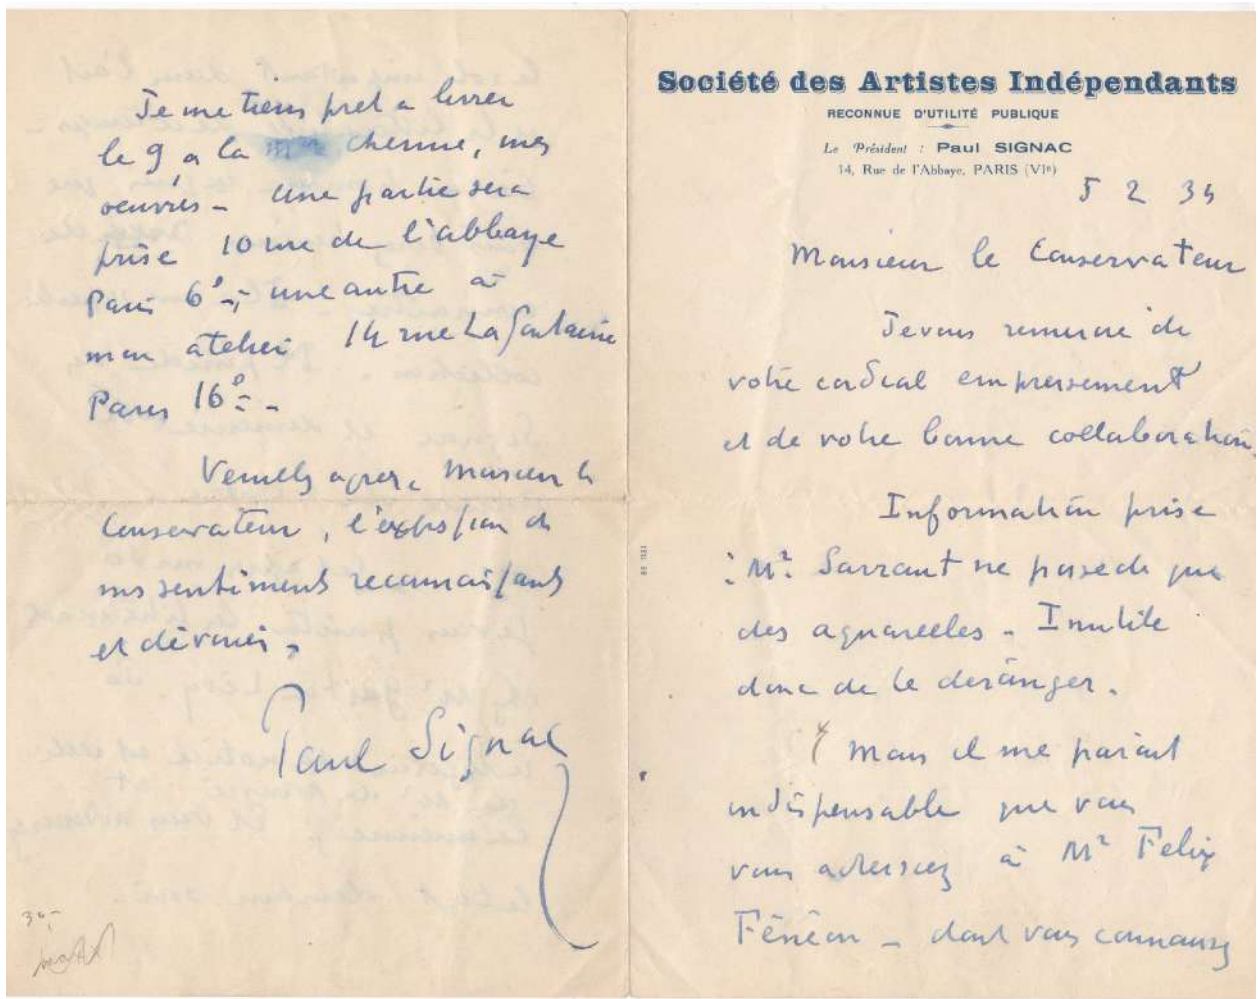 Société des Artistes Indépendants
RECONNUE D'UTILITÉ PUBLIQUE
Le Président : Paul SIGNAC
14, Rue de l'Abbaye, PARIS (VIe)
5 2 34
Monsieur le Conservateur
Je vous remercie de
votre cordial empressement
et de votre bonne collaboration.
Information prise
: Mr. Sarraut ne possede que
des aquarelles - Inutile
donc de le déranger.
Mais il me parait
indispensable que vous
vous adressiez à Mr Felix
Fénéon - dont vous connaissez
Je me tiens pret a livrer
le 9, a la chenue, mes
oeuvres - une partie sera
prise 10 rue de l'abbaye
Paris 6e -, une autre à
mon atelier 14 rue La fontaine
Paris 16e -
Veuillez agréer, Monsieur le
Conservateur, l'expression de
mes sentiments reconnaissants
et dévoués.
Paul Signac
30-